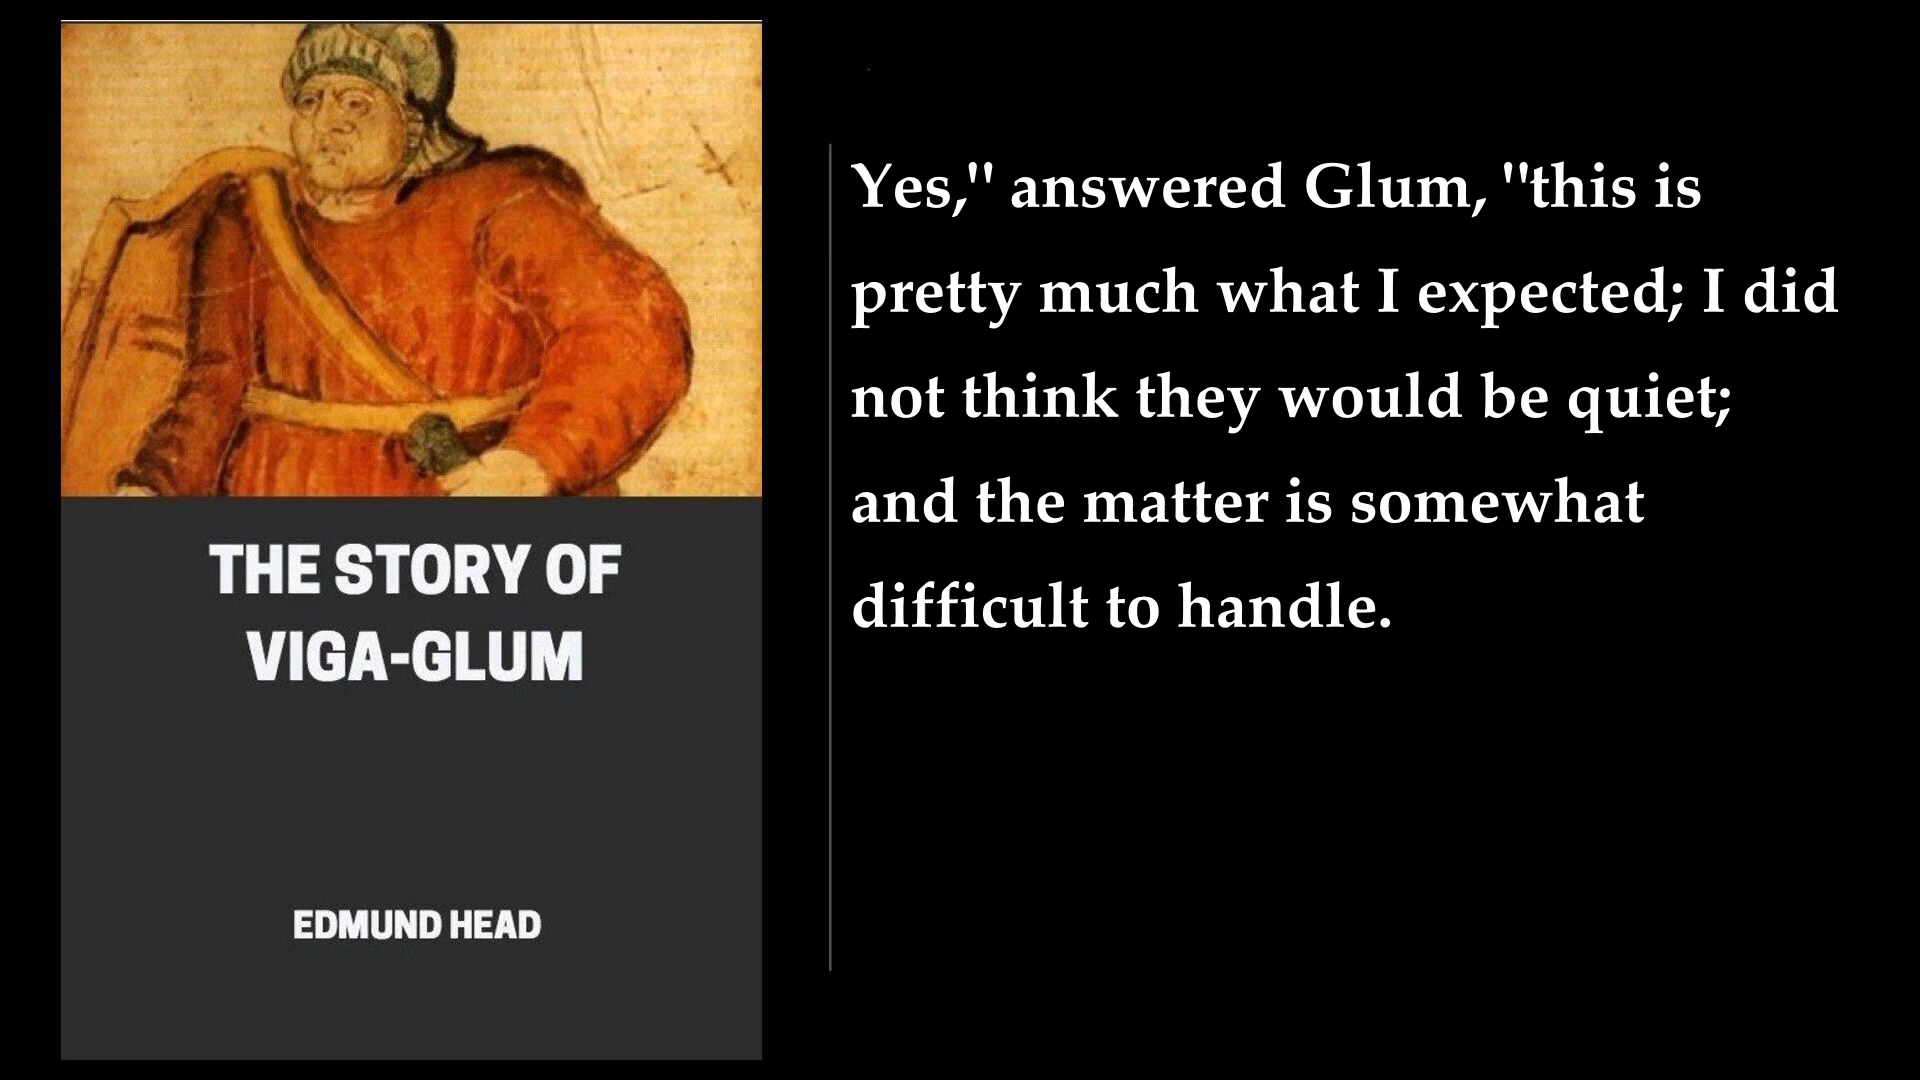 THE STORY OF
VIGA-GLUM
EDMUND HEAD
Yes," answered Glum, "this is
pretty much what I expected; I did
not think they would be quiet;
and the matter is somewhat
difficult to handle.